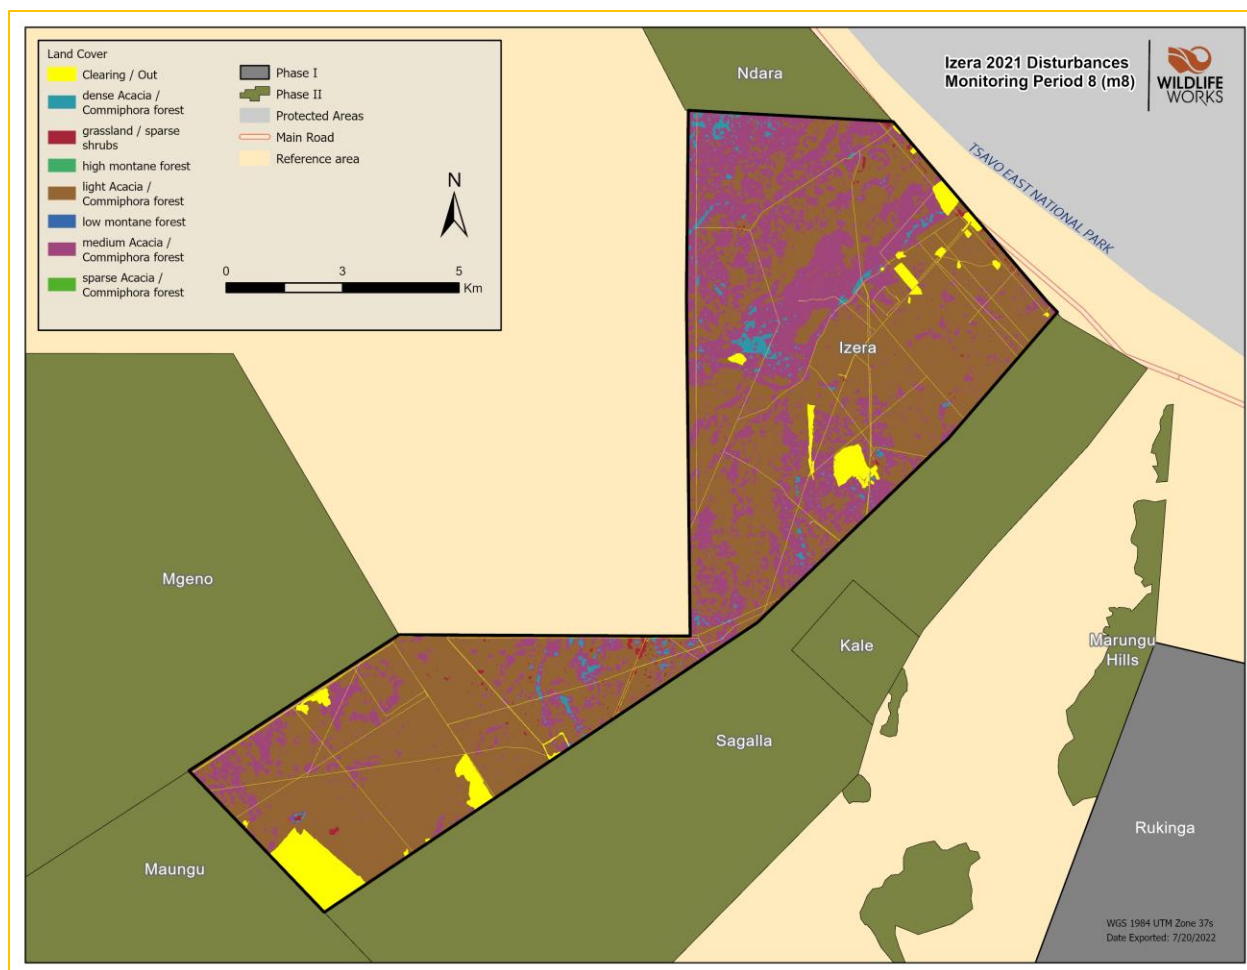 Land Cover
Clearing / Out
dense Acacia /
Commiphora forest
grassland / sparse
shrubs
high montane forest
light Acacia /
Commiphora forest
low montane forest
medium Acacia /
Commiphora forest
sparse Acacia /
Commiphora forest
Phase I
Phase II
Protected Areas
Main Road
Reference area
N
0 3 5
Km
Izera 2021 Disturbances
Monitoring Period 8 (m8)
WILDLIFE
WORKS
Ndara
TSAVO EAST NATIONAL PARK
Izera
Mgeno
Kale
Marungu
Hills
Sagalla
Rukinga
Maungu
WGS 1984 UTM Zone 37s
Date Exported: 7/20/2022